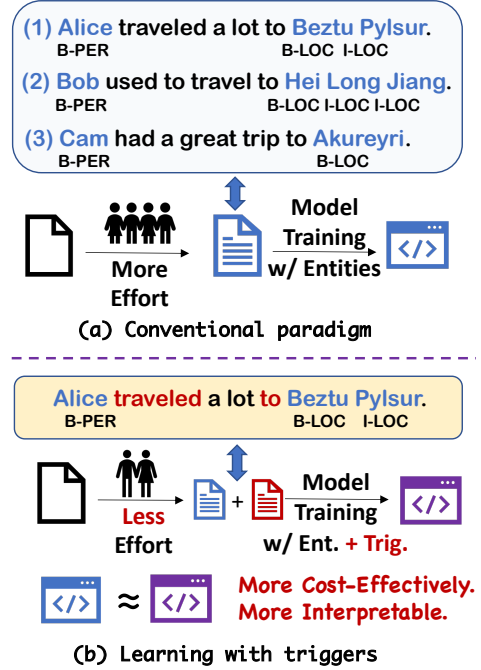 (1) Alice traveled a lot to Beztu Pylsur.
B-PER B-LOC I-LOC
(2) Bob used to travel to Hei Long Jiang.
B-PER B-LOC I-LOC I-LOC
(3) Cam had a great trip to Akureyri.
B-PER B-LOC
More
Effort
Model
Training
w/ Entities
</>
(a) Conventional paradigm
Alice traveled a lot to Beztu Pylsur.
B-PER B-LOC I-LOC
Less
Effort
+
Model
Training
w/ Ent. + Trig.
</>
</> ≈ </>
More Cost-Effectively.
More Interpretable.
(b) Learning with triggers